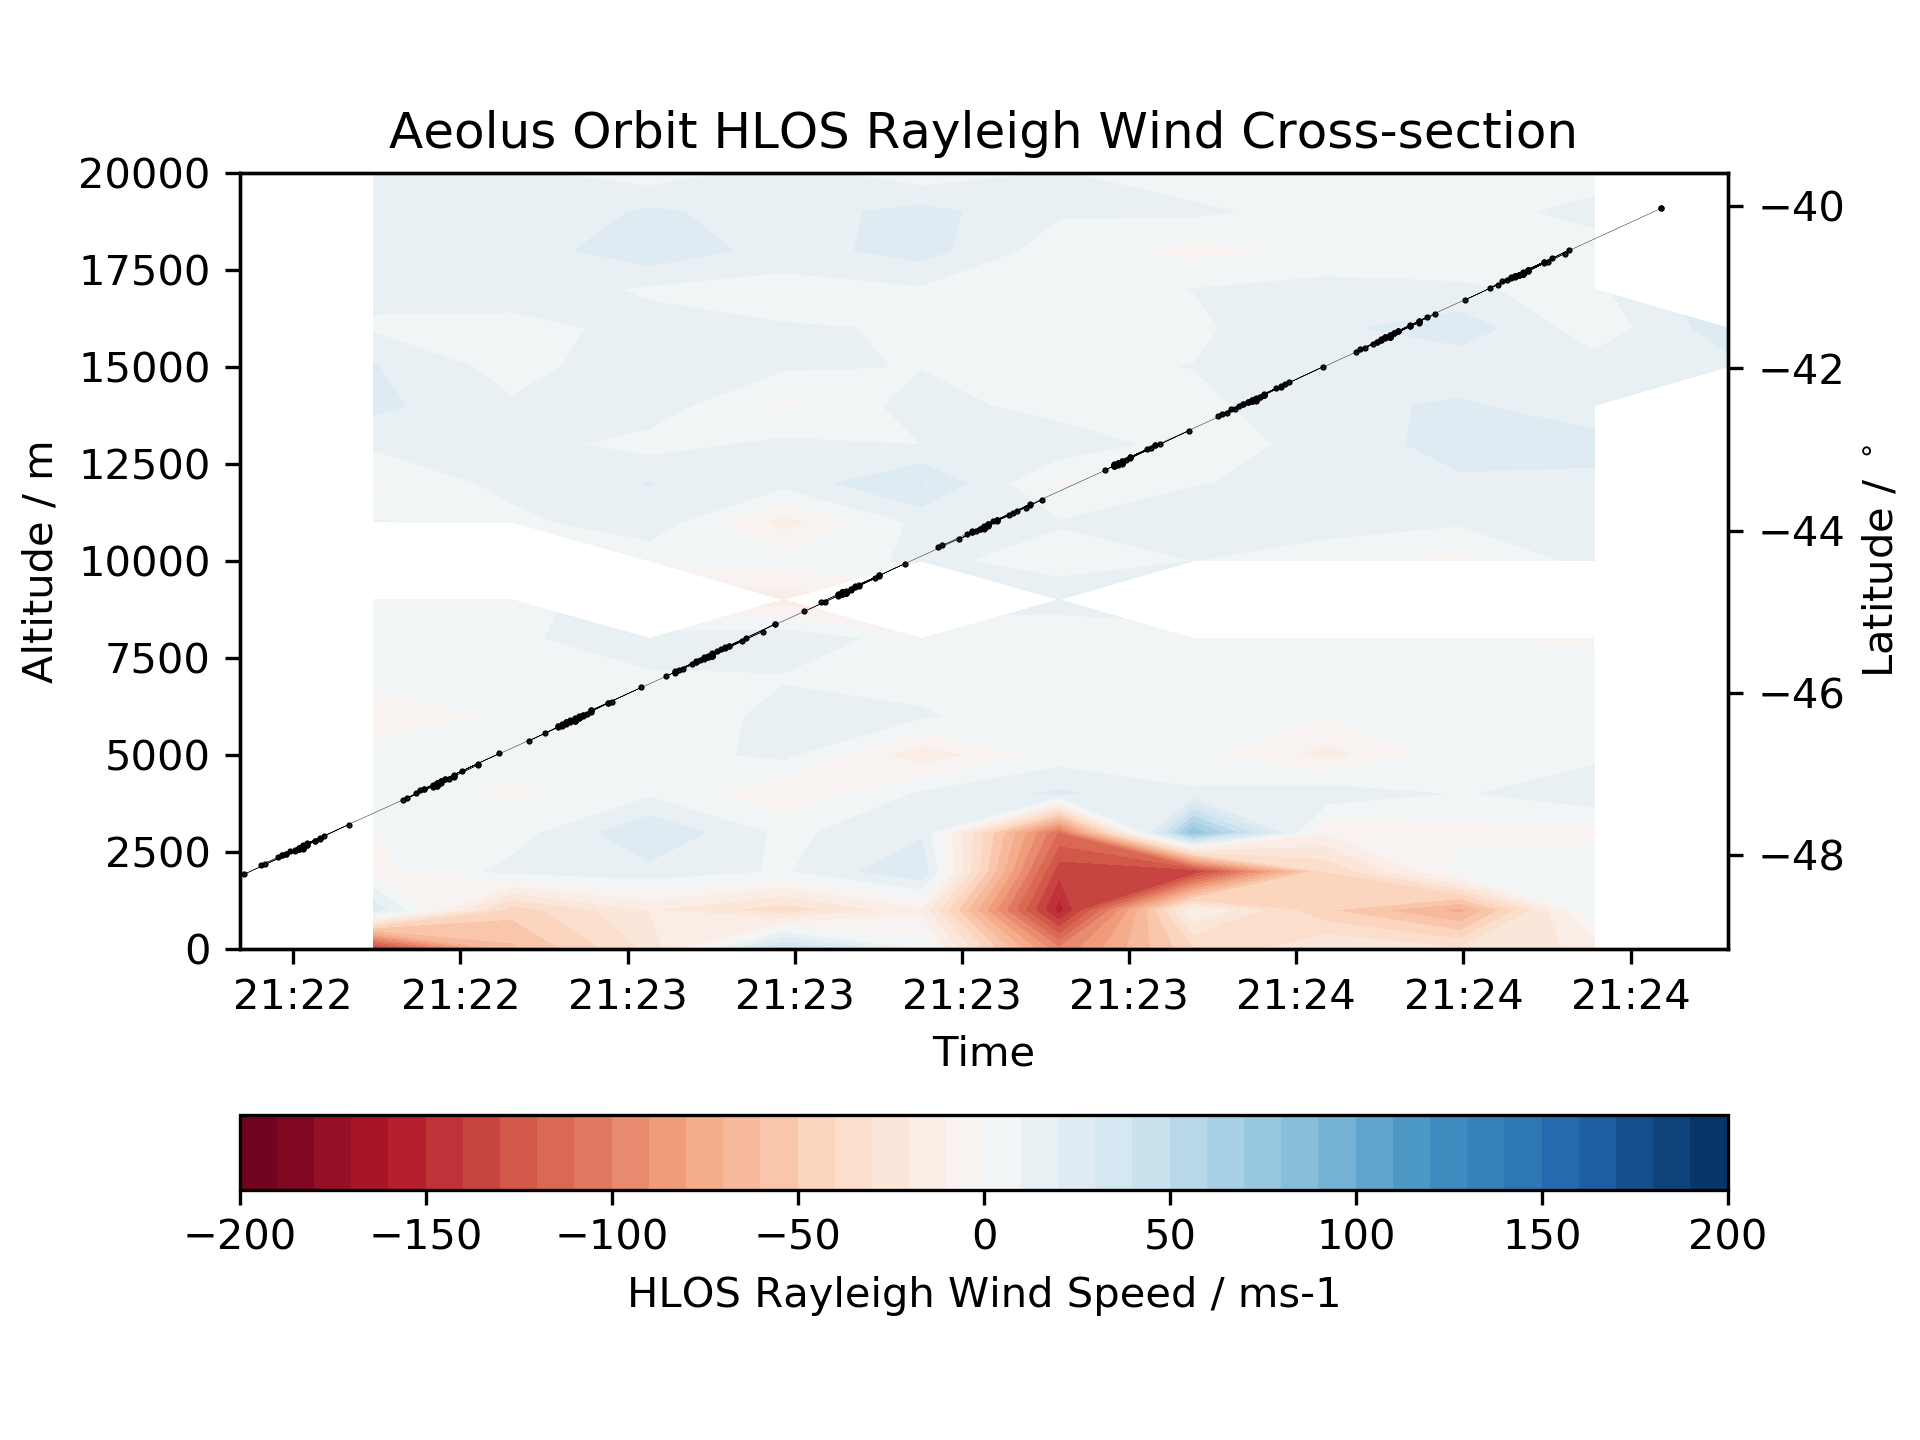 Aeolus Orbit HLOS Rayleigh Wind Cross-section
20000
17500
15000
12500
10000
7500
5000
2500
0
Altitude / m
−40
−42
−44
−46
−48
Latitude / °
21:22 21:22 21:23 21:23 21:23 21:23 21:24 21:24 21:24
Time
−200 −150 −100 −50 0 50 100 150 200
HLOS Rayleigh Wind Speed / ms-1